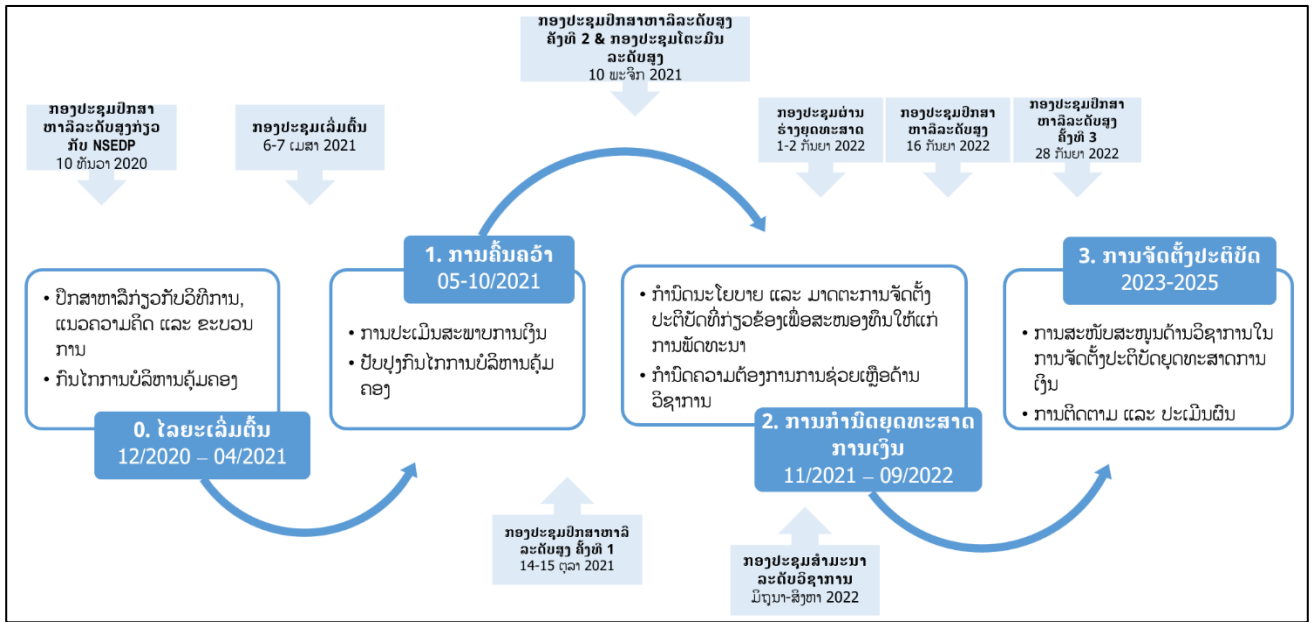 ກອງປະຊຸມປຶກສາຫາລືລະດັບສູງ
ຄັ້ງທີ 2 & ກອງປະຊຸມໂຕະມົນ
ລະດັບສູງ
10 ພະຈິກ 2021
ກອງປະຊຸມປຶກສາ
ຫາລືລະດັບສູງກ່ຽວ
ກັບ NSEDP
10 ທັນວາ 2020
ກອງປະຊຸມເລີ່ມຕົ້ນ
6-7 ເມສາ 2021
ກອງປະຊຸມຜ່ານ
ຮ່າງຍຸດທະສາດ
1-2 ກັນຍາ 2022
ກອງປະຊຸມປຶກສາ
ຫາລືລະດັບສູງ
16 ກັນຍາ 2022
ກອງປະຊຸມປຶກສາ
ຫາລືລະດັບສູງ
ຄັ້ງທີ 3
28 ກັນຍາ 2022
• ປຶກສາຫາລືກ່ຽວກັບວິທີການ,
ແນວຄວາມຄິດ ແລະ ຂະບວນ
ການ
• ກົນໄກການບໍລິຫານຄຸ້ມຄອງ
0. ໄລຍະເລີ່ມຕົ້ນ
12/2020 – 04/2021
1. ການຄົ້ນຄວ້າ
05-10/2021
• ການປະເມີນສະພາບການເງິນ
• ປັບປຸງກົນໄກການບໍລິຫານຄຸ້ມ
ຄອງ
• ກໍານົດນະໂຍບາຍ ແລະ ມາດຕະການຈັດຕັ້ງ
ປະຕິບັດທີ່ກ່ຽວຂ້ອງເພື່ອສະໜອງທຶນໃຫ້ແກ່
ການພັດທະນາ
• ກໍານົດຄວາມຕ້ອງການການຊ່ວຍເຫຼືອດ້ານ
ວິຊາການ
2. ການກໍານົດຍຸດທະສາດ
ການເງິນ
11/2021 – 09/2022
3. ການຈັດຕັ້ງປະຕິບັດ
2023-2025
• ການສະໜັບສະໜູນດ້ານວິຊາການໃນ
ການຈັດຕັ້ງປະຕິບັດຍຸດທະສາດການ
ເງິນ
• ການຕິດຕາມ ແລະ ປະເມີນຜົນ
ກອງປະຊຸມປຶກສາຫາລື
ລະດັບສູງ ຄັ້ງທີ 1
14-15 ຕຸລາ 2021
ກອງປະຊຸມສໍາມະນາ
ລະດັບວິຊາການ
ມິຖຸນາ-ສິງຫາ 2022